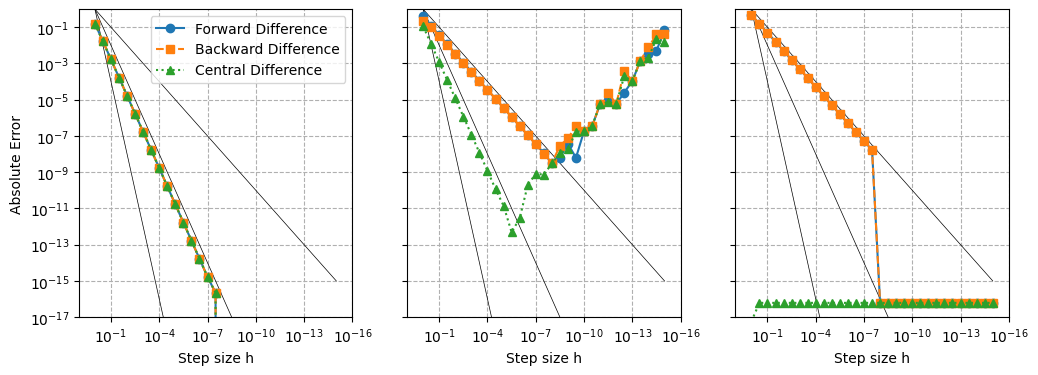 Forward Difference
Backward Difference
Central Difference
Absolute Error
10⁻¹
10⁻³
10⁻⁵
10⁻⁷
10⁻⁹
10⁻¹¹
10⁻¹³
10⁻¹⁵
10⁻¹⁷
10⁻¹ 10⁻⁴ 10⁻⁷ 10⁻¹⁰ 10⁻¹³ 10⁻¹⁶
10⁻¹ 10⁻⁴ 10⁻⁷ 10⁻¹⁰ 10⁻¹³ 10⁻¹⁶
10⁻¹ 10⁻⁴ 10⁻⁷ 10⁻¹⁰ 10⁻¹³ 10⁻¹⁶
Step size h
Step size h
Step size h